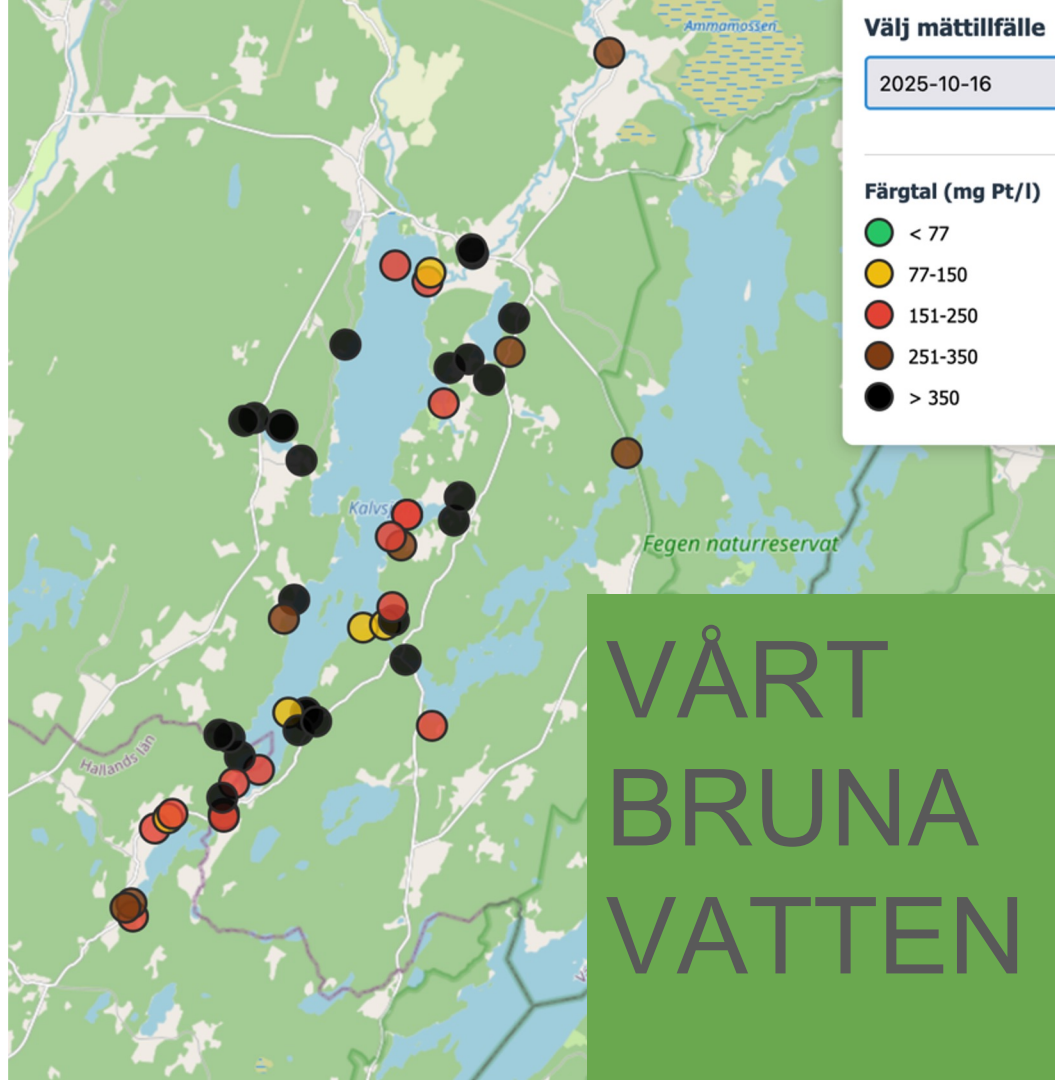 Ammamossen
Välj mättillfälle
2025-10-16
Färgtal (mg Pt/l)
< 77
77-150
151-250
251-350
> 350
Fegen naturreservat
Hallands län
VÅRT
BRUNA
VATTEN